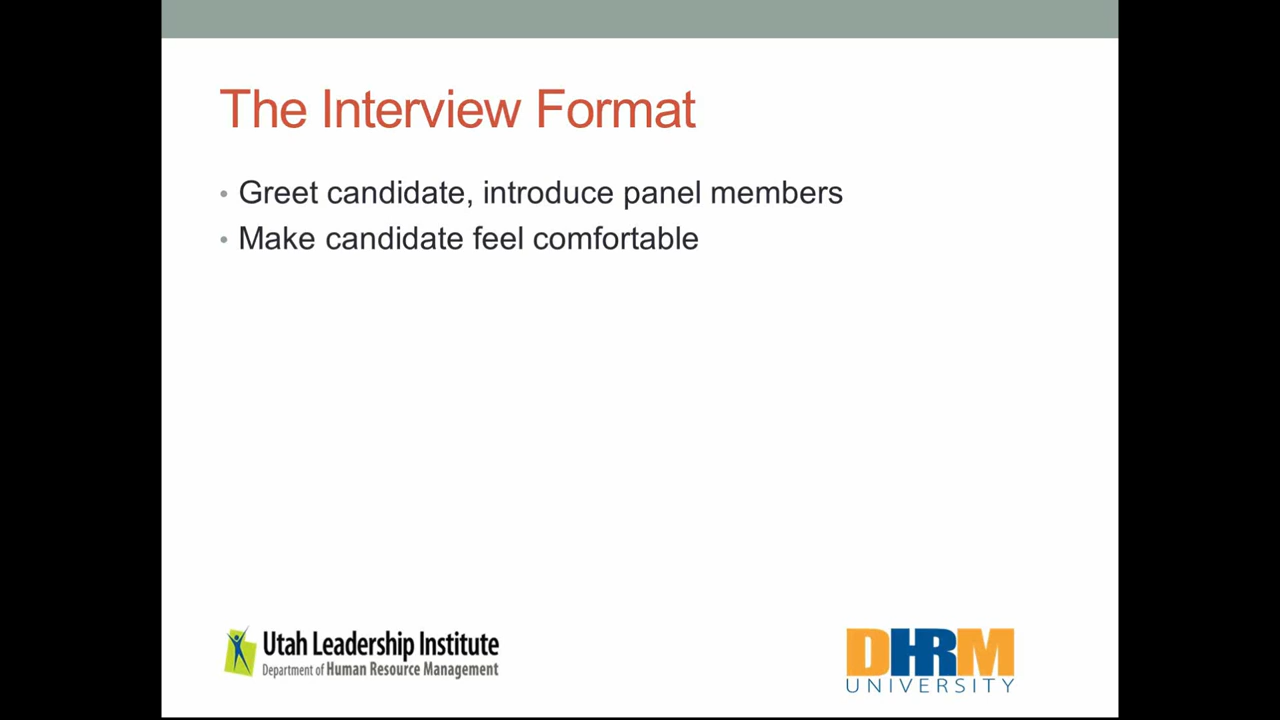 The Interview Format
• Greet candidate, introduce panel members
• Make candidate feel comfortable
Utah Leadership Institute
Department of Human Resource Management
DHRM
UNIVERSITY